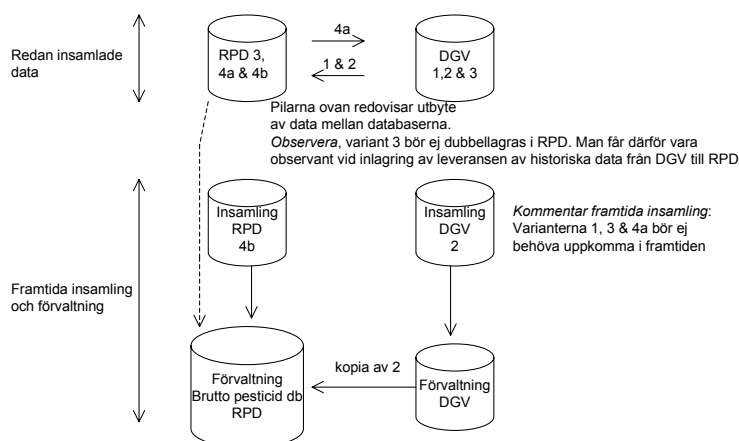 Redan insamlade
data
RPD 3,
4a & 4b
4a
1 & 2
DGV
1,2 & 3
Pilarna ovan redovisar utbyte
av data mellan databaserna.
Observera, variant 3 bör ej dubbellagras i RPD. Man får därför vara
observant vid inlagring av leveransen av historiska data från DGV till RPD
Insamling
RPD
4b
Insamling
DGV
2
Kommentar framtida insamling:
Varianterna 1, 3 & 4a bör ej
behöva uppkomma i framtiden
Framtida insamling
och förvaltning
Förvaltning
Brutto pesticid db
RPD
kopia av 2
Förvaltning
DGV